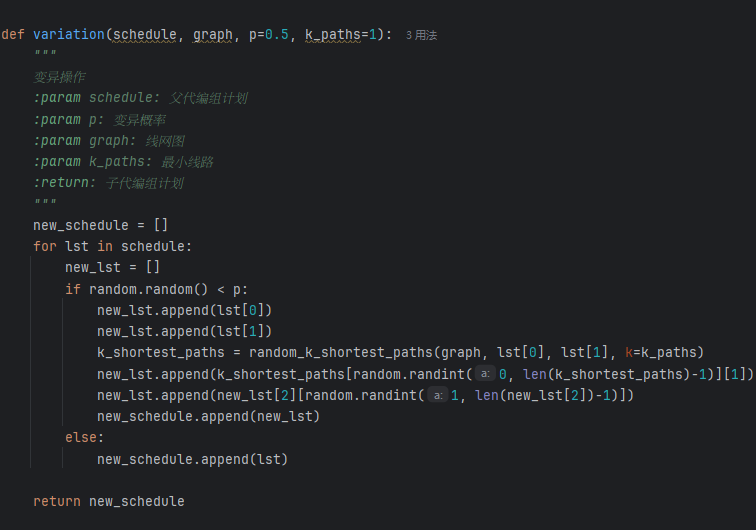 def variation(schedule, graph, p=0.5, k_paths=1): 3 用法
    """
    变异操作
    :param schedule: 父代编组计划
    :param p: 变异概率
    :param graph: 线网图
    :param k_paths: 最小线路
    :return: 子代编组计划
    """
    new_schedule = []
    for lst in schedule:
        new_lst = []
        if random.random() < p:
            new_lst.append(lst[0])
            new_lst.append(lst[1])
            k_shortest_paths = random_k_shortest_paths(graph, lst[0], lst[1], k=k_paths)
            new_lst.append(k_shortest_paths[random.randint( a: 0, len(k_shortest_paths)-1)][1])
            new_lst.append(new_lst[2][random.randint( a: 1, len(new_lst[2])-1)])
            new_schedule.append(new_lst)
        else:
            new_schedule.append(lst)
    return new_schedule